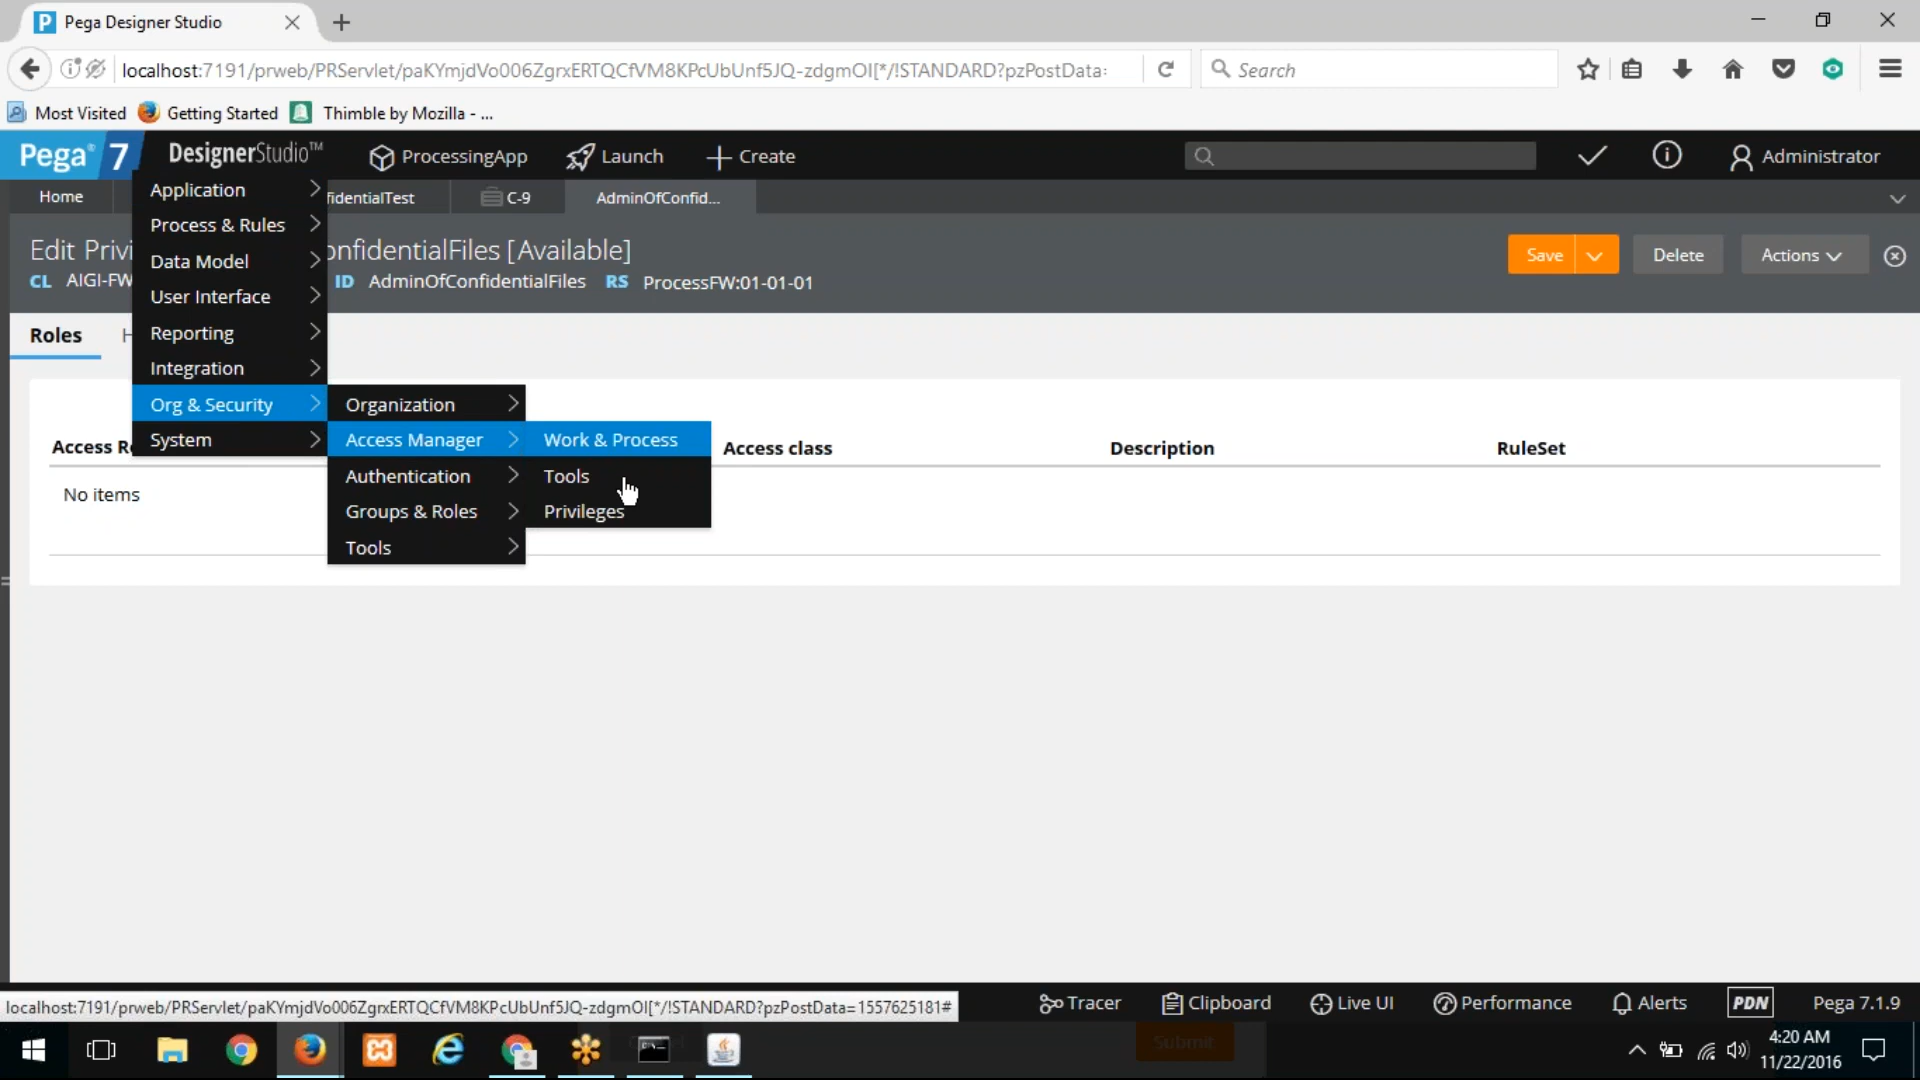 Pega Designer Studio
localhost:7191/prweb/PRServlet/paKYmjdVo006ZgrxERTQCfVM8KPcUbUnf5JQ-zdgmOI[*/!STANDARD?pzPostData:
Search
Most Visited Getting Started Thimble by Mozilla - ...
Pega® 7 DesignerStudio™ ProcessingApp Launch Create Administrator
Home Application fidentialTest C-9 AdminOfConfid...
Process & Rules
Edit Privi onfidentialFiles [Available] Save Delete Actions
Data Model
CL AIGI-FW ID AdminOfConfidentialFiles RS ProcessFW:01-01-01
User Interface
Roles H Reporting
Integration
Org & Security Organization
System Access Manager Work & Process
Access R Access class Description RuleSet
Authentication Tools
No items
Groups & Roles Privileges
Tools
localhost:7191/prweb/PRServlet/paKYmjdVo006ZgrxERTQCfVM8KPcUbUnf5JQ-zdgmOI[*/!STANDARD?pzPostData=1557625181#
Tracer Clipboard Live UI Performance Alerts PDN Pega 7.1.9
Submit
4:20 AM
11/22/2016